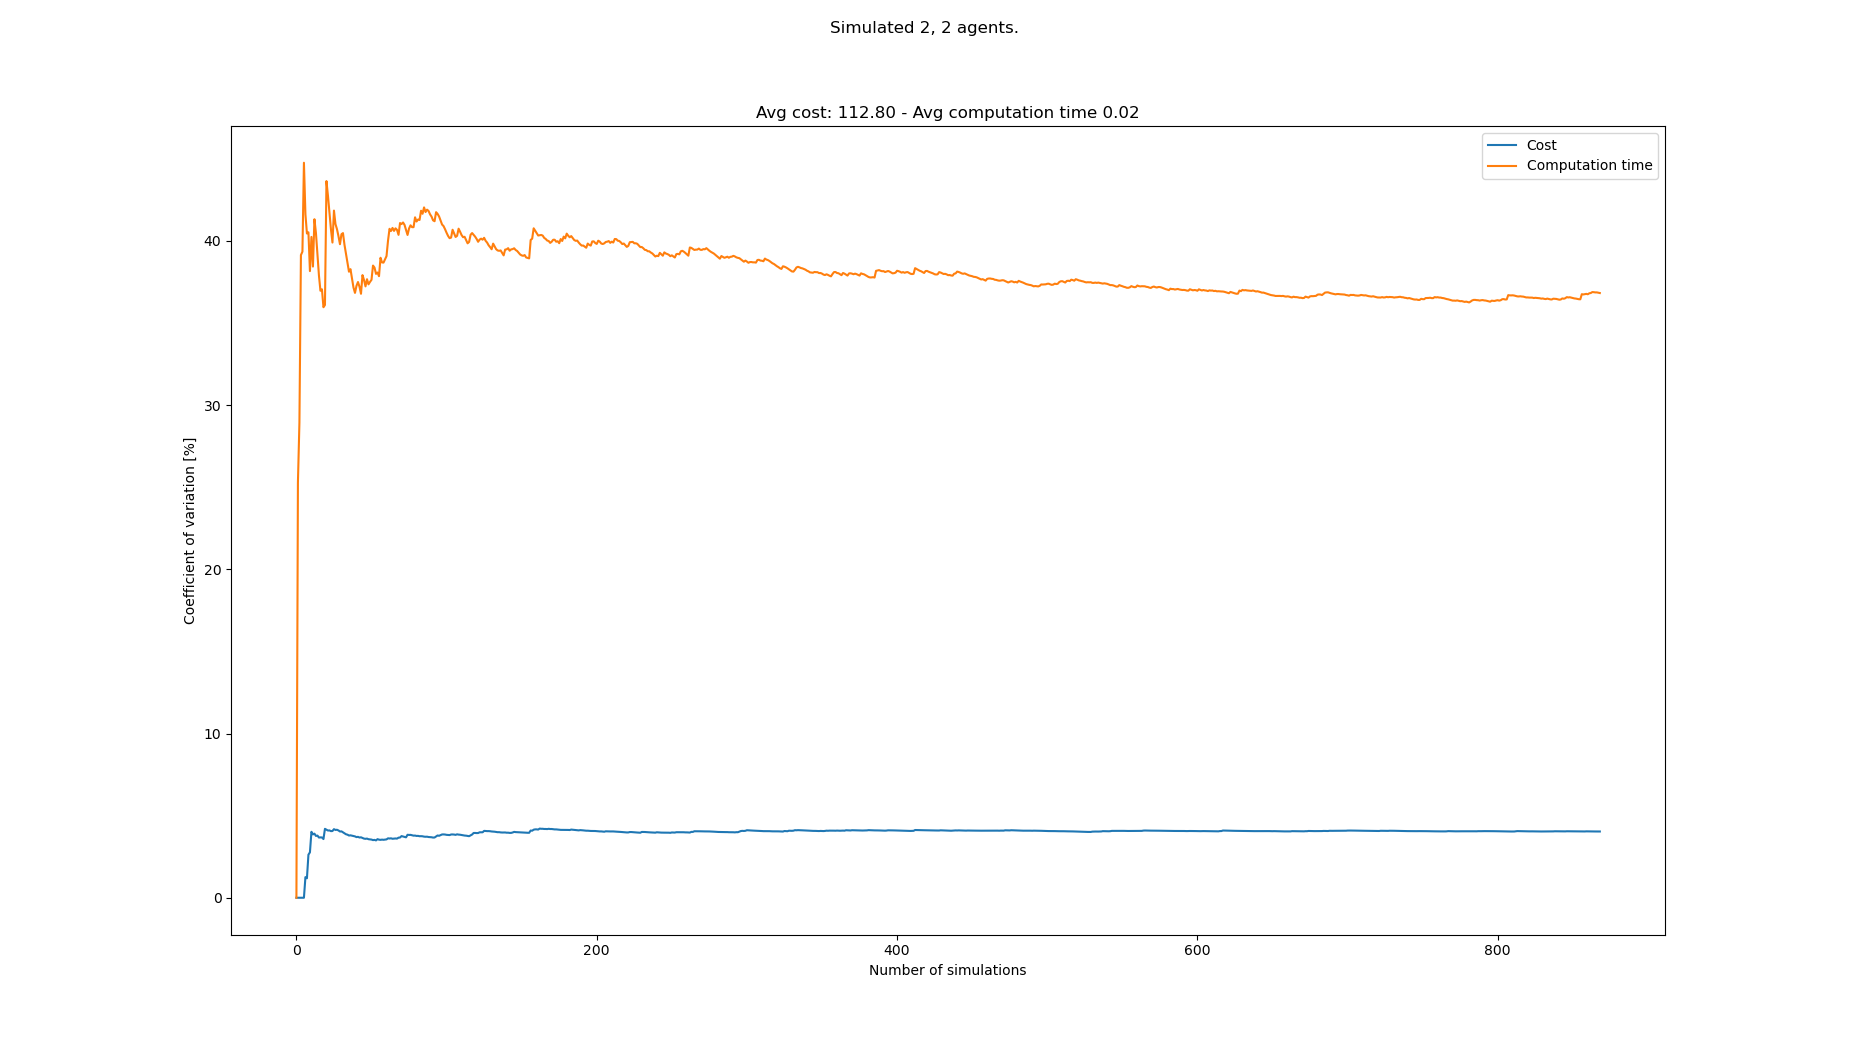 Simulated 2, 2 agents.
Avg cost: 112.80 - Avg computation time 0.02
Cost
Computation time
Coefficient of variation [%]
40
30
20
10
0
0 200 400 600 800
Number of simulations